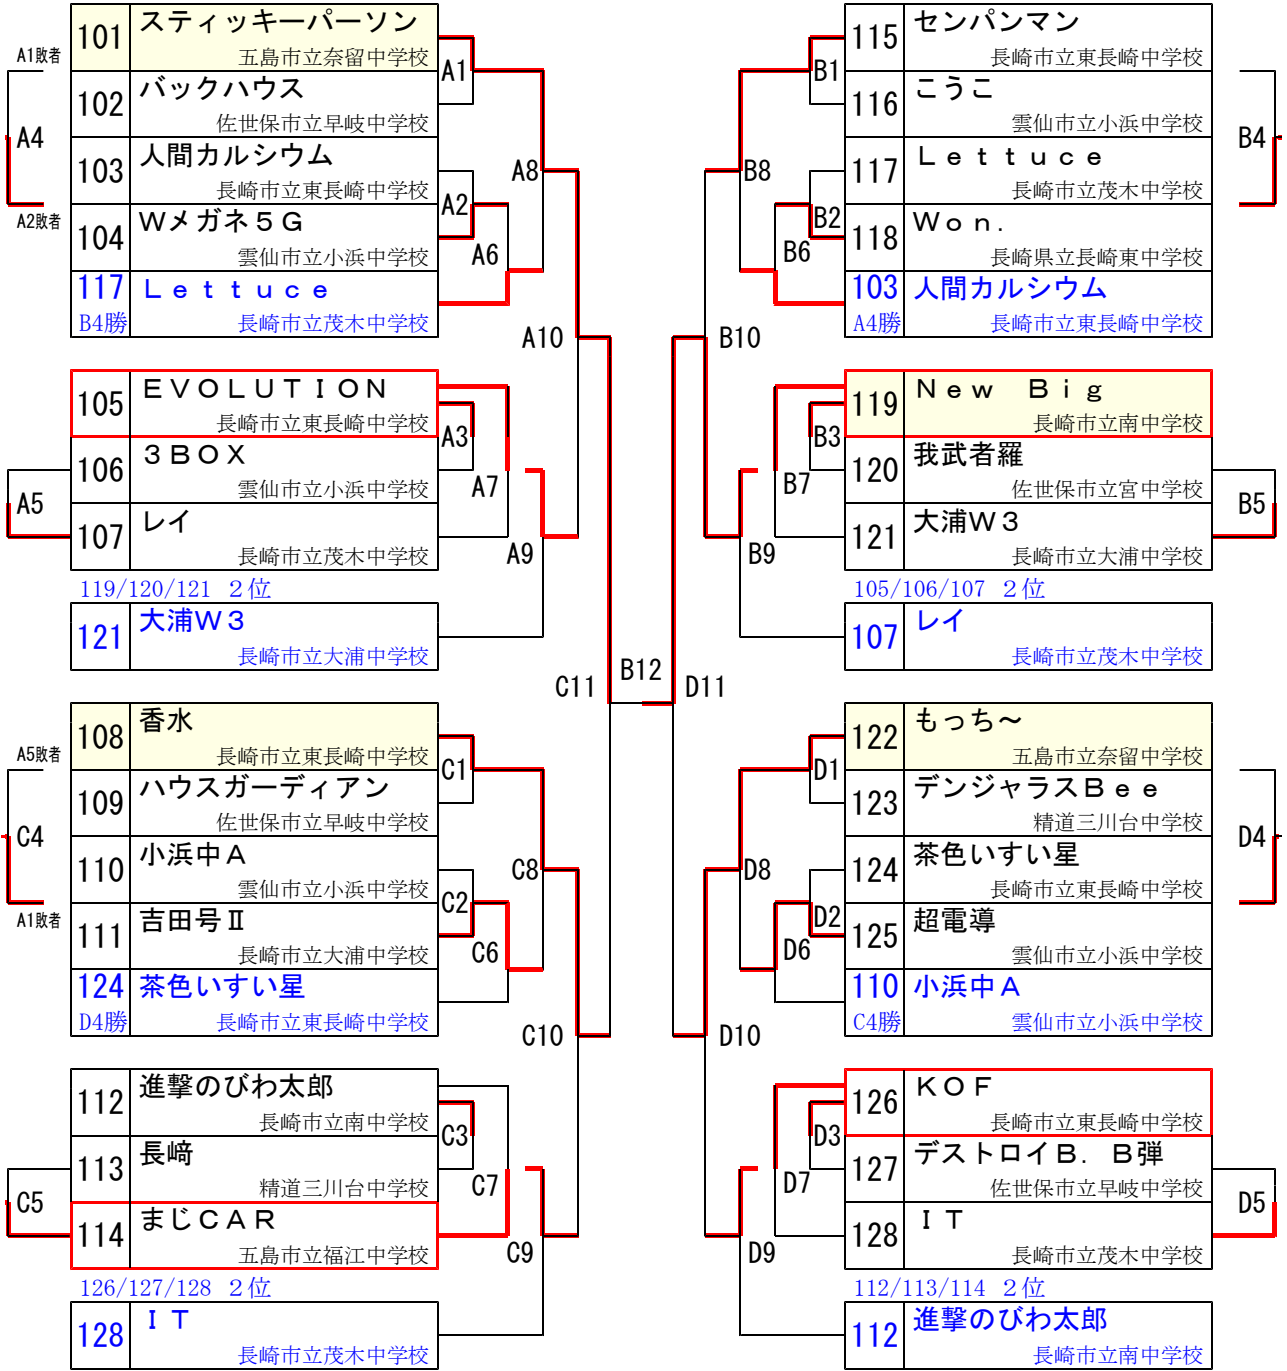 101 スティッキーパーソン
五島市立奈留中学校
A1敗者
102 バックハウス
佐世保市立早岐中学校
A1
A4
103 人間カルシウム
長崎市立東長崎中学校
A8
104 Ｗメガネ５Ｇ
雲仙市立小浜中学校
A2
A2敗者
A6
117 Ｌｅｔｔｕｃｅ
B4勝 長崎市立茂木中学校
A10
105 ＥＶＯＬＵＴＩＯＮ
長崎市立東長崎中学校
A3
106 ３ＢＯＸ
雲仙市立小浜中学校
A5
A7
107 レイ
長崎市立茂木中学校
A9
119/120/121 ２位
121 大浦Ｗ３
長崎市立大浦中学校
C11
B12
D11
108 香水
長崎市立東長崎中学校
A5敗者
C1
109 ハウスガーディアン
佐世保市立早岐中学校
C4
110 小浜中Ａ
雲仙市立小浜中学校
C8
A1敗者
C2
111 吉田号Ⅱ
長崎市立大浦中学校
C6
124 茶色いすい星
D4勝 長崎市立東長崎中学校
C10
112 進撃のびわ太郎
長崎市立南中学校
C3
113 長﨑
精道三川台中学校
C5
C7
114 まじＣＡＲ
五島市立福江中学校
C9
126/127/128 ２位
128 ＩＴ
長崎市立茂木中学校
115 センパンマン
長崎市立東長崎中学校
B1
116 こうこ
雲仙市立小浜中学校
B4
117 Ｌｅｔｔｕｃｅ
長崎市立茂木中学校
B8
B2
118 Ｗｏｎ．
長崎県立長崎東中学校
B6
103 人間カルシウム
A4勝 長崎市立東長崎中学校
B10
119 Ｎｅｗ　Ｂｉｇ
長崎市立南中学校
B3
120 我武者羅
佐世保市立宮中学校
B7
B5
121 大浦Ｗ３
長崎市立大浦中学校
B9
105/106/107 ２位
107 レイ
長崎市立茂木中学校
122 もっち～
五島市立奈留中学校
D1
123 デンジャラスＢｅｅ
精道三川台中学校
D4
124 茶色いすい星
長崎市立東長崎中学校
D8
D2
125 超電導
雲仙市立小浜中学校
D6
110 小浜中Ａ
C4勝 雲仙市立小浜中学校
D10
126 ＫＯＦ
長崎市立東長崎中学校
D3
127 デストロイＢ．Ｂ弾
佐世保市立早岐中学校
D7
D5
128 ＩＴ
長崎市立茂木中学校
D9
112/113/114 ２位
112 進撃のびわ太郎
長崎市立南中学校